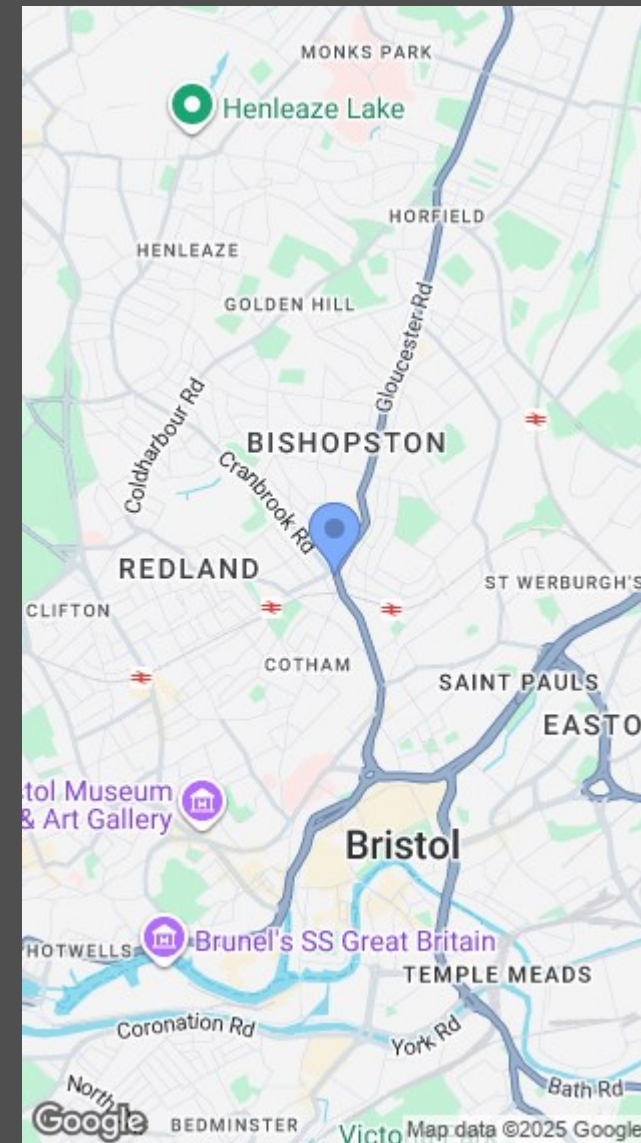 MONKS PARK
Henleaze Lake
HORFIELD
HENLEAZE
GOLDEN HILL
Gloucester Rd
Coldharbour Rd
BISHOPSTON
Cranbrook Rd
REDLAND
ST WERBURGH'S
CLIFTON
COTHAM
SAINT PAULS
EASTO
tol Museum
& Art Gallery
Bristol
HOTWELLS
Brunel's SS Great Britain
TEMPLE MEADS
Coronation Rd
York Rd
North
Bath Rd
Google
BEDMINSTER
Victo
Map data ©2025 Google